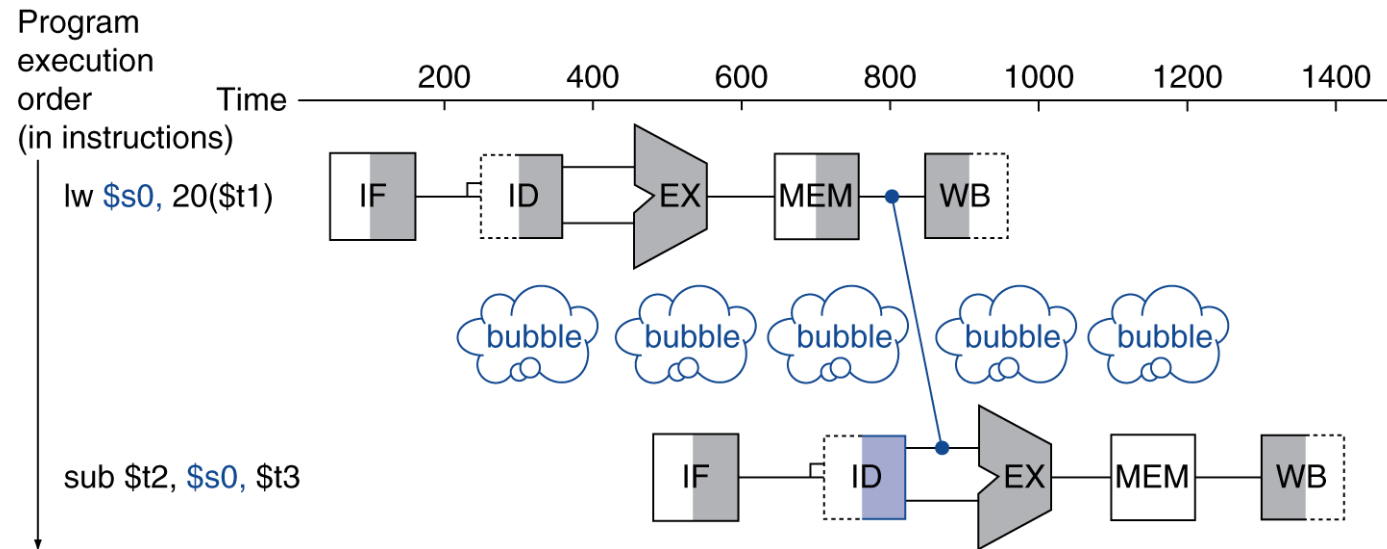 Program
execution
order
(in instructions)
Time
200 400 600 800 1000 1200 1400
lw $s0, 20($t1)
IF ID EX MEM WB
bubble bubble bubble bubble bubble
sub $t2, $s0, $t3
IF ID EX MEM WB